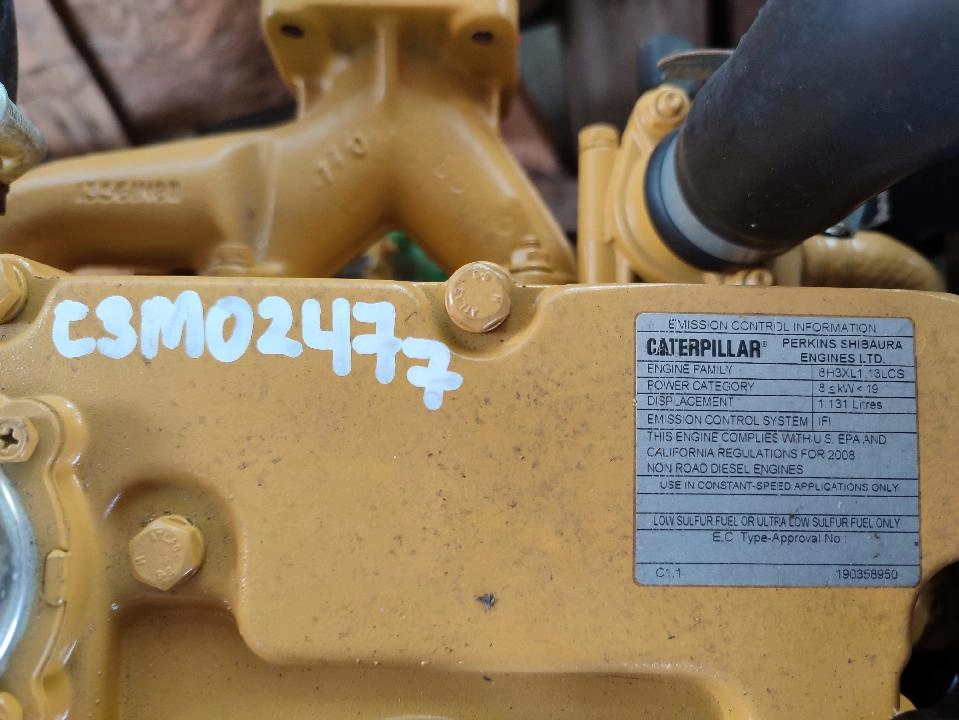 C3M02477
EMISSION CONTROL INFORMATION
CATERPILLAR® PERKINS SHIBAURA ENGINES LTD.
ENGINE FAMILY 8H3XL1.13LCS
POWER CATEGORY 8 ≤ kW < 19
DISPLACEMENT 1.131 Litres
EMISSION CONTROL SYSTEM IFI
THIS ENGINE COMPLIES WITH U.S. EPA AND
CALIFORNIA REGULATIONS FOR 2008
NON ROAD DIESEL ENGINES
USE IN CONSTANT-SPEED APPLICATIONS ONLY
LOW SULFUR FUEL OR ULTRA LOW SULFUR FUEL ONLY
E.C. Type-Approval No :
C1.1 190358950